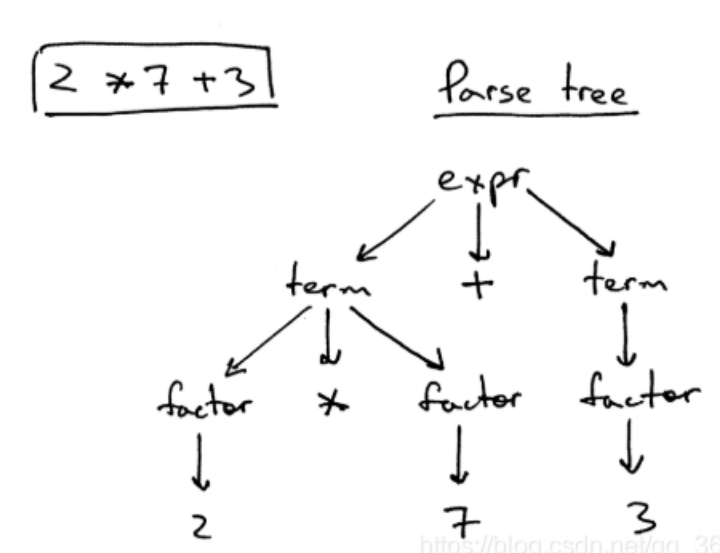 2 * 7 + 3
Parse tree
expr
term + term
factor * factor factor
2 7 3
https://blog.csdn.net/qq_36